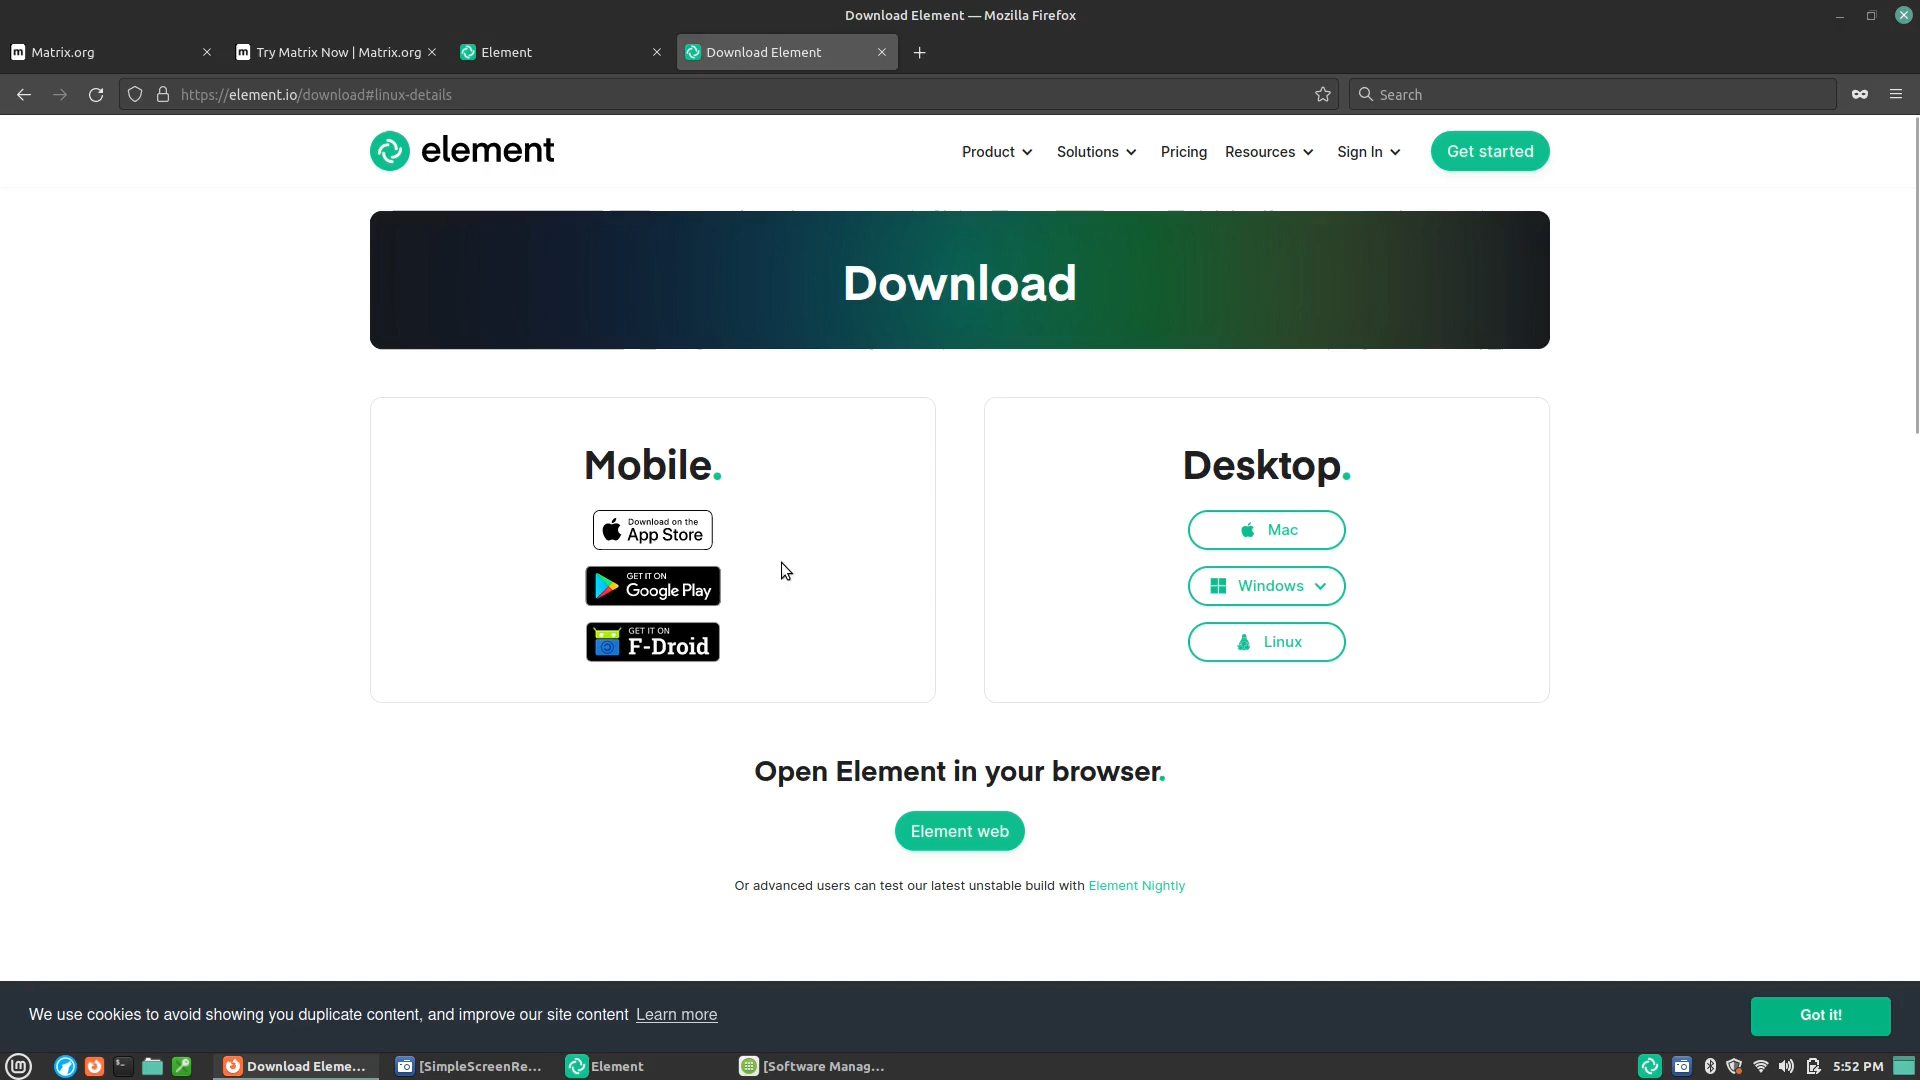 Download Element — Mozilla Firefox
Matrix.org
Try Matrix Now | Matrix.org
Element
Download Element
https://element.io/download#linux-details
Search
element
Product
Solutions
Pricing
Resources
Sign In
Get started
Download
Mobile.
Download on the
App Store
GET IT ON
Google Play
GET IT ON
F-Droid
Desktop.
Mac
Windows
Linux
Open Element in your browser.
Element web
Or advanced users can test our latest unstable build with Element Nightly
We use cookies to avoid showing you duplicate content, and improve our site content Learn more
Got it!
Download Eleme...
[SimpleScreenRe...
Element
[Software Manag...
5:52 PM